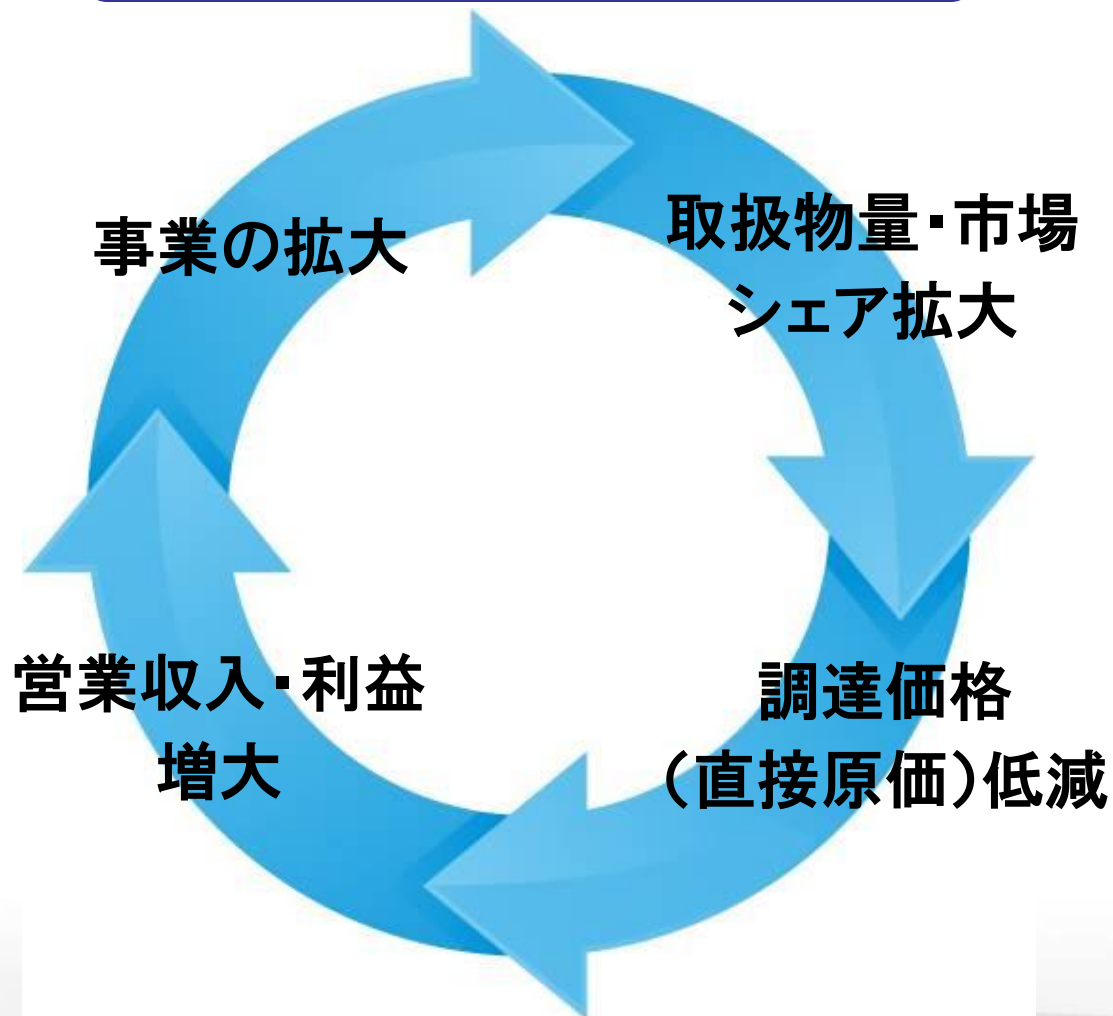 事業の拡大
取扱物量・市場
シェア拡大
調達価格
（直接原価）低減
営業収入・利益
増大